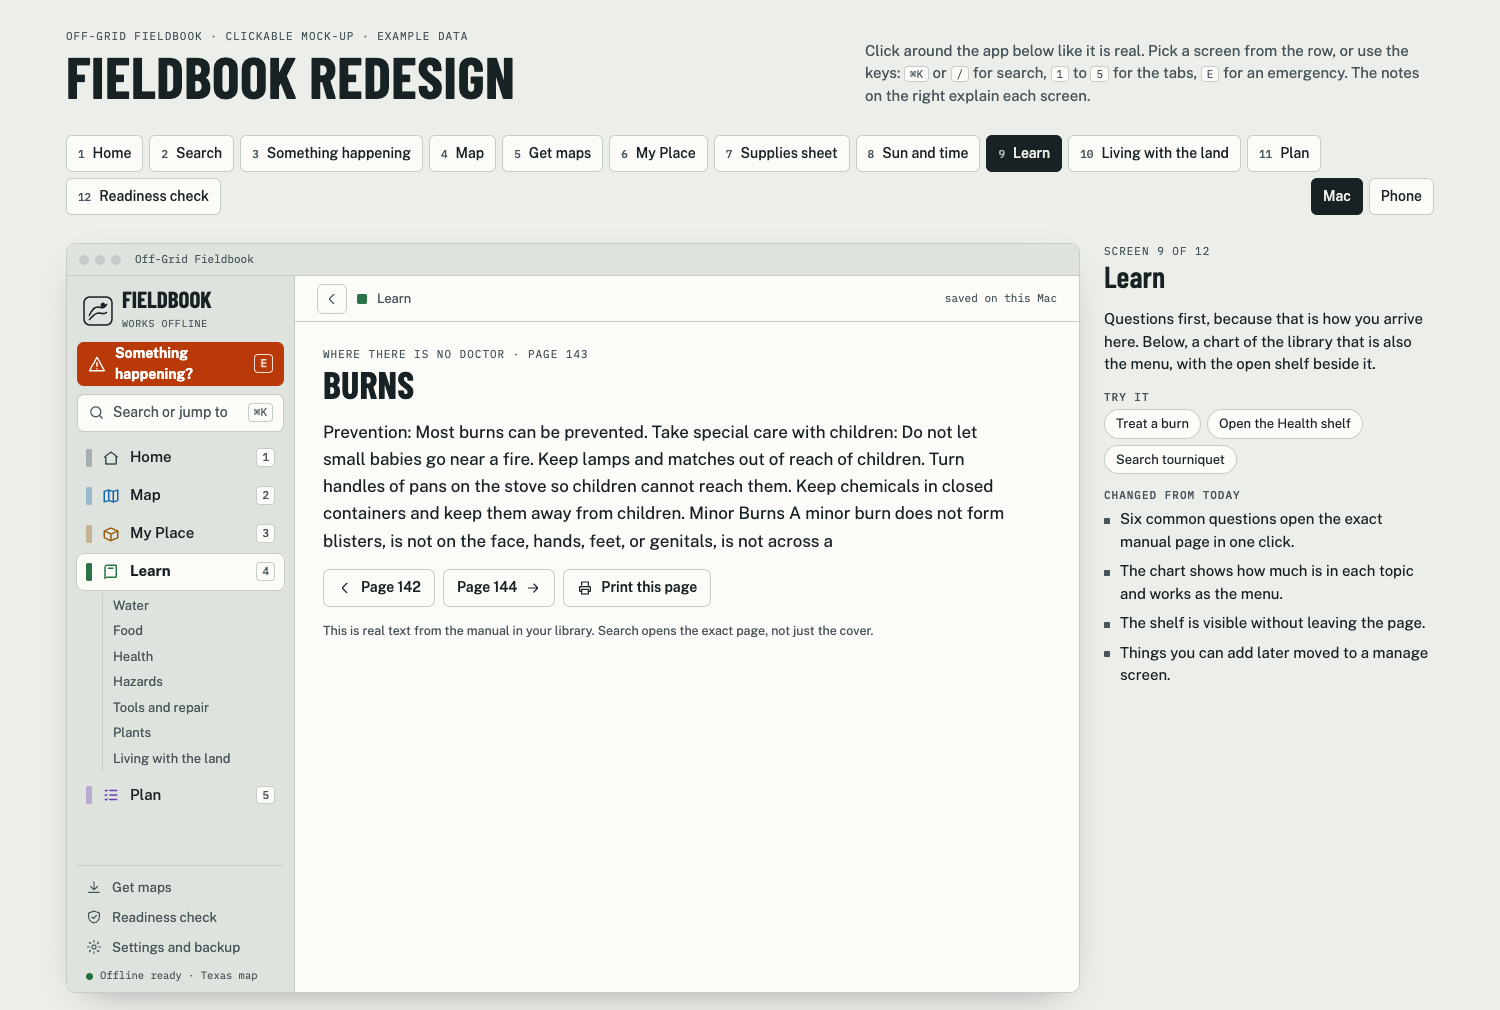 OFF-GRID FIELDBOOK · CLICKABLE MOCK-UP · EXAMPLE DATA
FIELDBOOK REDESIGN
Click around the app below like it is real. Pick a screen from the row, or use the
keys: ⌘K or / for search, 1 to 5 for the tabs, E for an emergency. The notes
on the right explain each screen.
1 Home
2 Search
3 Something happening
4 Map
5 Get maps
6 My Place
7 Supplies sheet
8 Sun and time
9 Learn
10 Living with the land
11 Plan
12 Readiness check
Mac
Phone
Off-Grid Fieldbook
FIELDBOOK
WORKS OFFLINE
Something
happening?
E
Search or jump to ⌘K
Home 1
Map 2
My Place 3
Learn 4
Water
Food
Health
Hazards
Tools and repair
Plants
Living with the land
Plan 5
Get maps
Readiness check
Settings and backup
Offline ready · Texas map
Learn
saved on this Mac
WHERE THERE IS NO DOCTOR · PAGE 143
BURNS
Prevention: Most burns can be prevented. Take special care with children: Do not let
small babies go near a fire. Keep lamps and matches out of reach of children. Turn
handles of pans on the stove so children cannot reach them. Keep chemicals in closed
containers and keep them away from children. Minor Burns A minor burn does not form
blisters, is not on the face, hands, feet, or genitals, is not across a
Page 142
Page 144
Print this page
This is real text from the manual in your library. Search opens the exact page, not just the cover.
SCREEN 9 OF 12
Learn
Questions first, because that is how you arrive
here. Below, a chart of the library that is also
the menu, with the open shelf beside it.
TRY IT
Treat a burn
Open the Health shelf
Search tourniquet
CHANGED FROM TODAY
Six common questions open the exact
manual page in one click.
The chart shows how much is in each topic
and works as the menu.
The shelf is visible without leaving the page.
Things you can add later moved to a manage
screen.